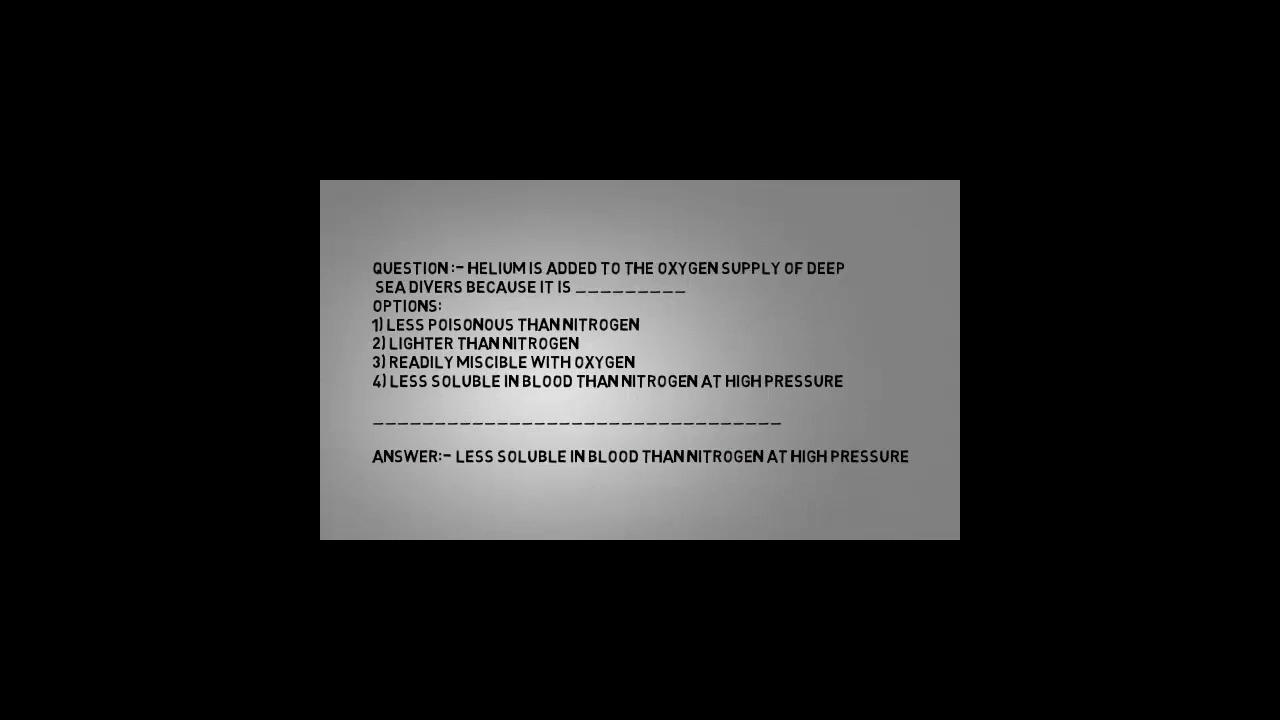 QUESTION :- HELIUM IS ADDED TO THE OXYGEN SUPPLY OF DEEP
SEA DIVERS BECAUSE IT IS _________
OPTIONS:
1) LESS POISONOUS THAN NITROGEN
2) LIGHTER THAN NITROGEN
3) READILY MISCIBLE WITH OXYGEN
4) LESS SOLUBLE IN BLOOD THAN NITROGEN AT HIGH PRESSURE
_________________________________
ANSWER:- LESS SOLUBLE IN BLOOD THAN NITROGEN AT HIGH PRESSURE